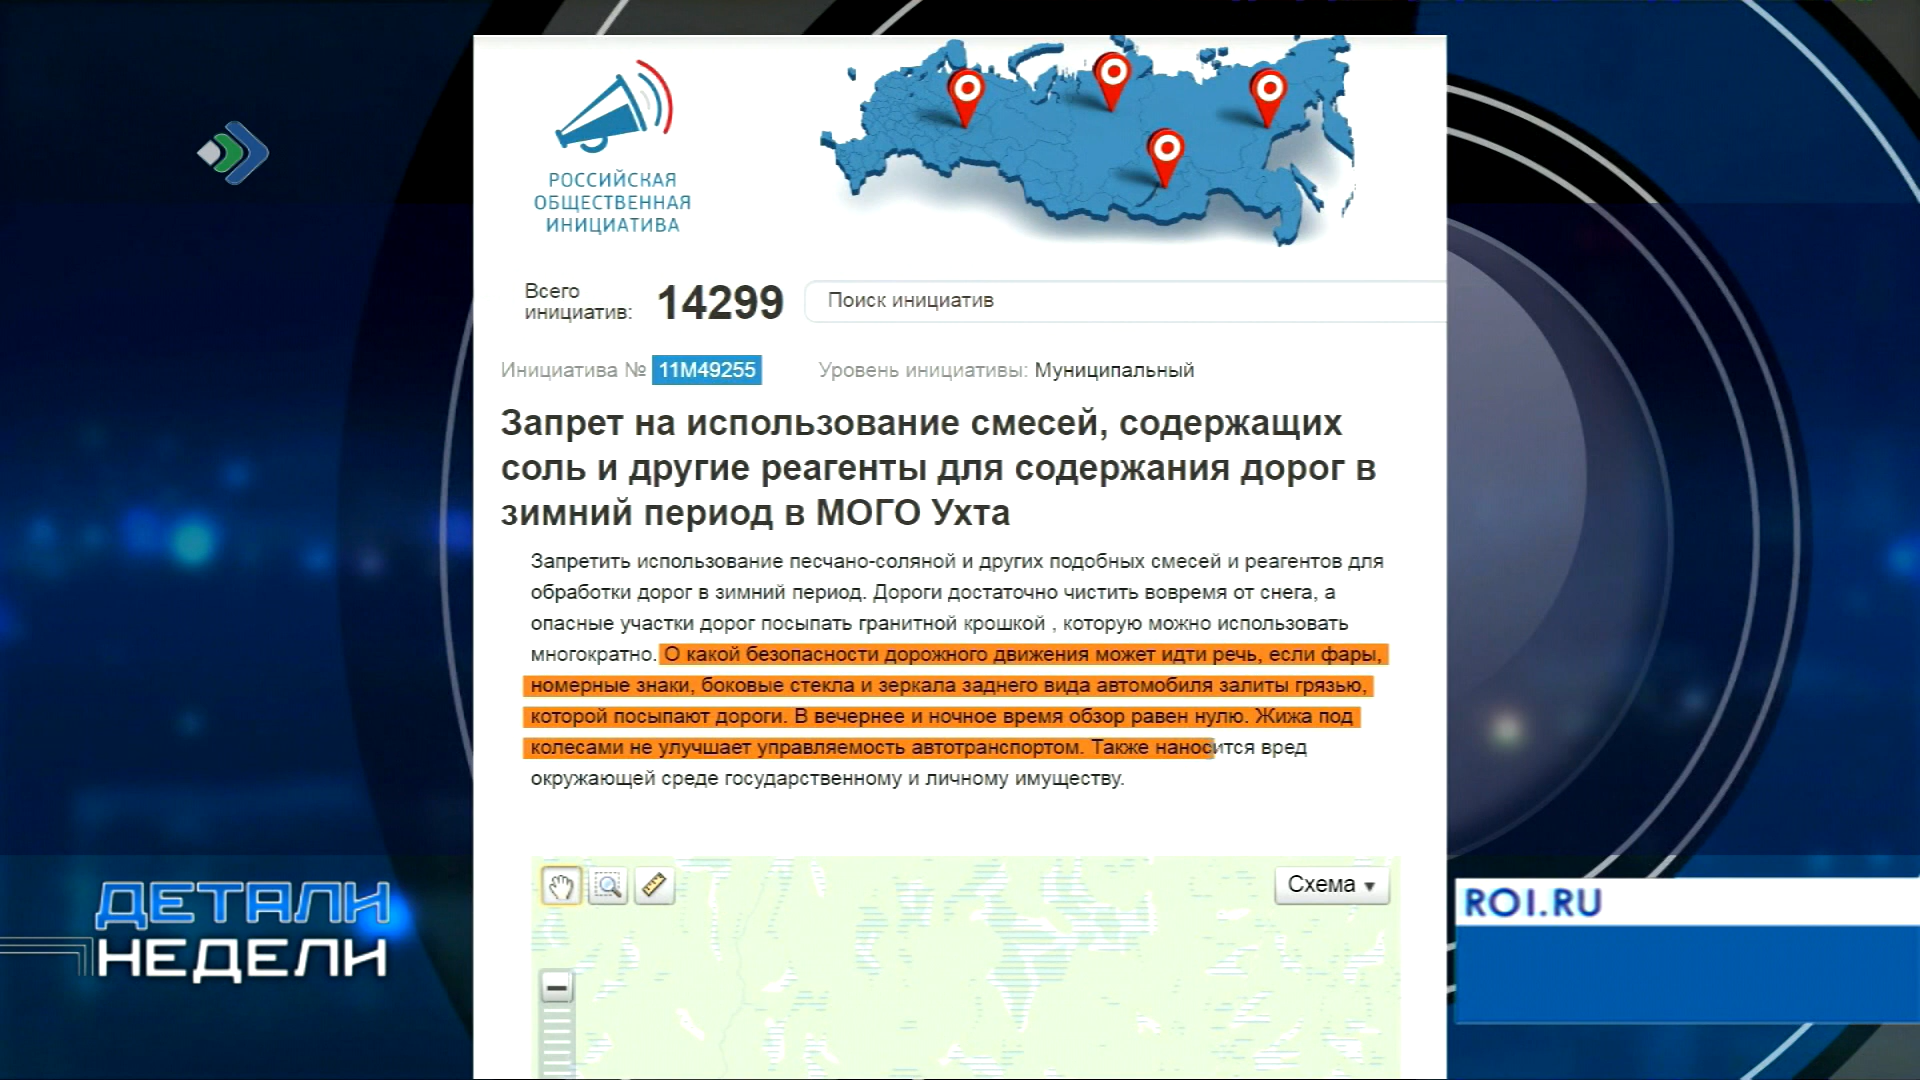 РОССИЙСКАЯ
ОБЩЕСТВЕННАЯ
ИНИЦИАТИВА
Всего
инициатив:
14299
Поиск инициатив
Инициатива № 11М49255
Уровень инициативы: Муниципальный
Запрет на использование смесей, содержащих
соль и другие реагенты для содержания дорог в
зимний период в МОГО Ухта
Запретить использование песчано-соляной и других подобных смесей и реагентов для
обработки дорог в зимний период. Дороги достаточно чистить вовремя от снега, а
опасные участки дорог посыпать гранитной крошкой , которую можно использовать
многократно. О какой безопасности дорожного движения может идти речь, если фары,
номерные знаки, боковые стекла и зеркала заднего вида автомобиля залиты грязью,
которой посыпают дороги. В вечернее и ночное время обзор равен нулю. Жижа под
колесами не улучшает управляемость автотранспортом. Также наносится вред
окружающей среде государственному и личному имуществу.
Схема
ДЕТАЛИ
НЕДЕЛИ
ROI.RU